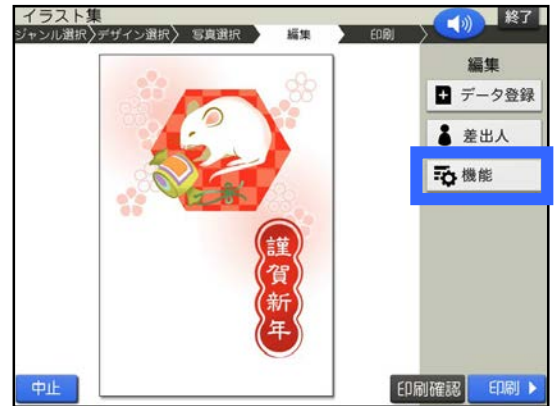 イラスト集
終了
ジャンル選択〉デザイン選択〉 写真選択 編集 印刷
編集
データ登録
差出人
機能
謹賀新年
中止
印刷確認
印刷